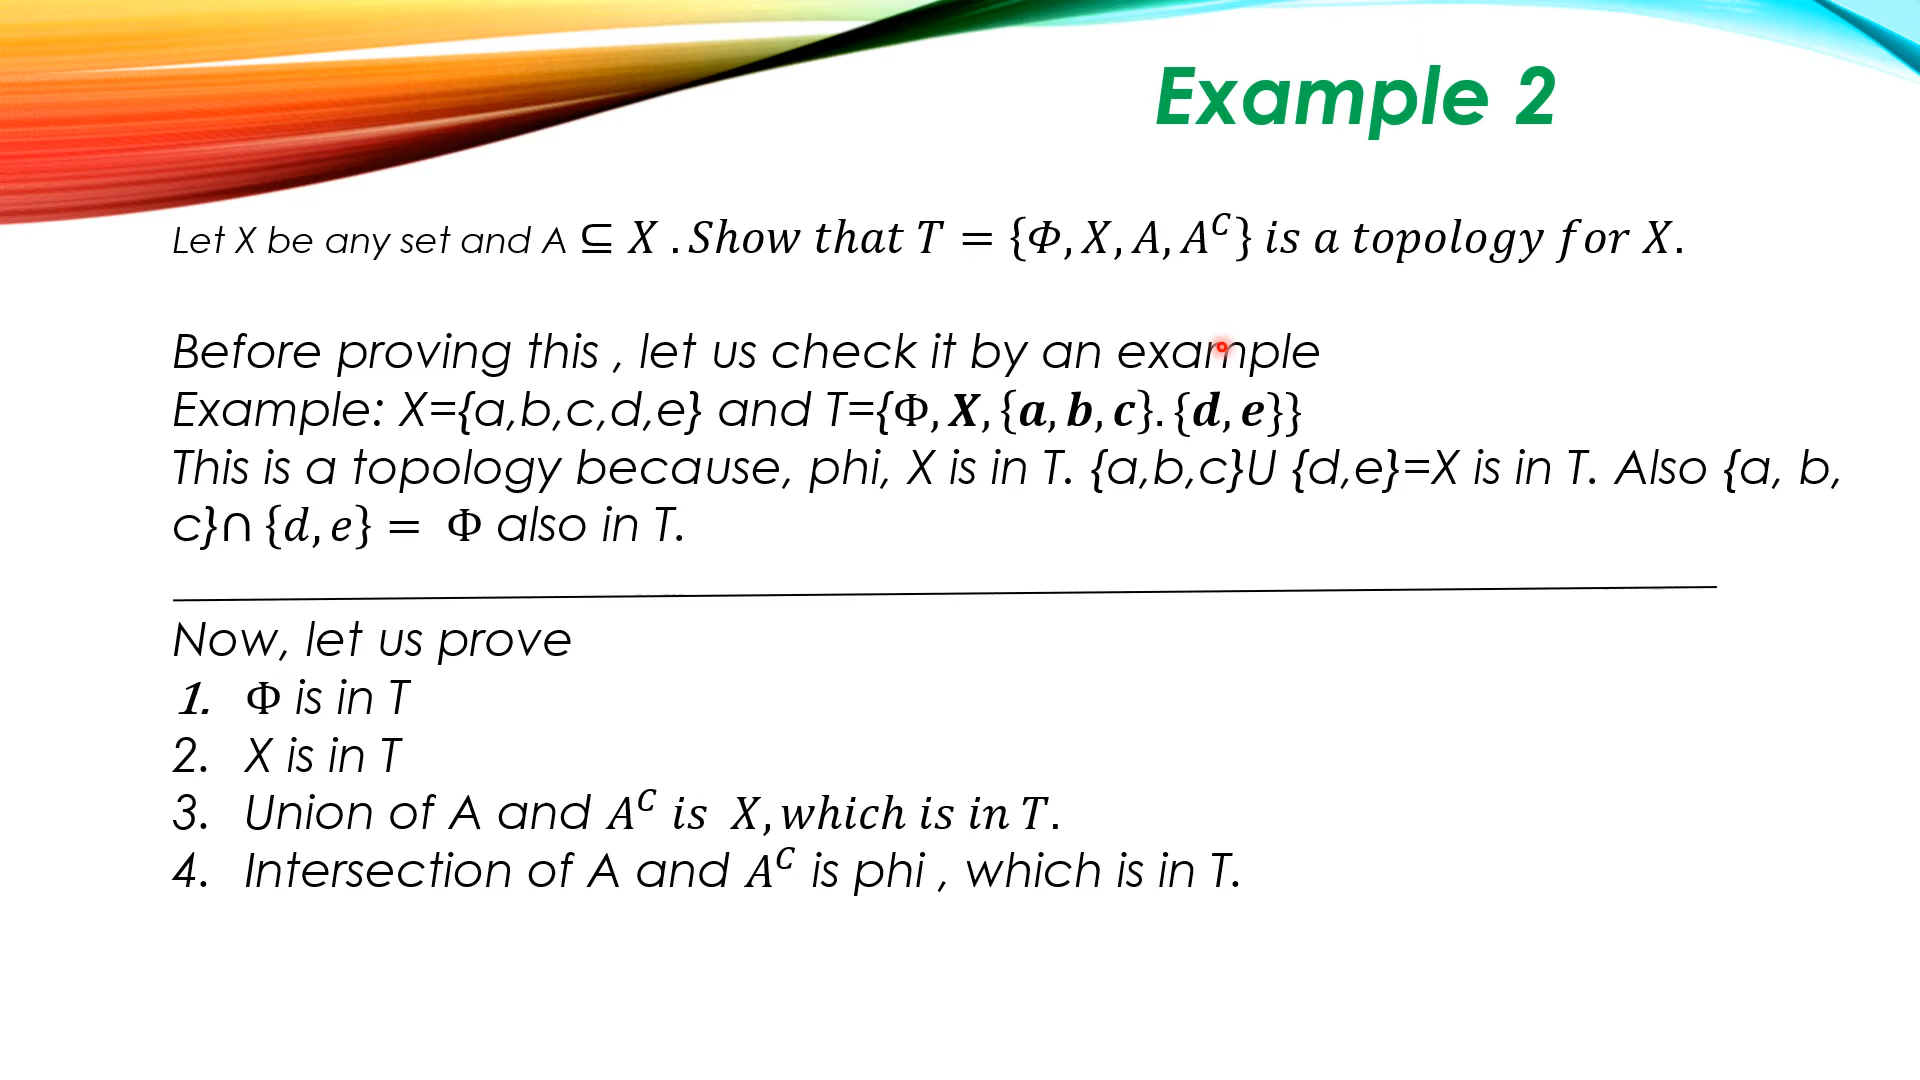 Example 2
Let X be any set and A ⊆ X . Show that T = {Φ, X, A, Aᶜ} is a topology for X.
Before proving this , let us check it by an example
Example: X={a,b,c,d,e} and T={Φ, X, {a, b, c}. {d, e}}
This is a topology because, phi, X is in T. {a,b,c}U {d,e}=X is in T. Also {a, b,
c}∩ {d, e} = Φ also in T.
Now, let us prove
1. Φ is in T
2. X is in T
3. Union of A and Aᶜ is X, which is in T.
4. Intersection of A and Aᶜ is phi , which is in T.